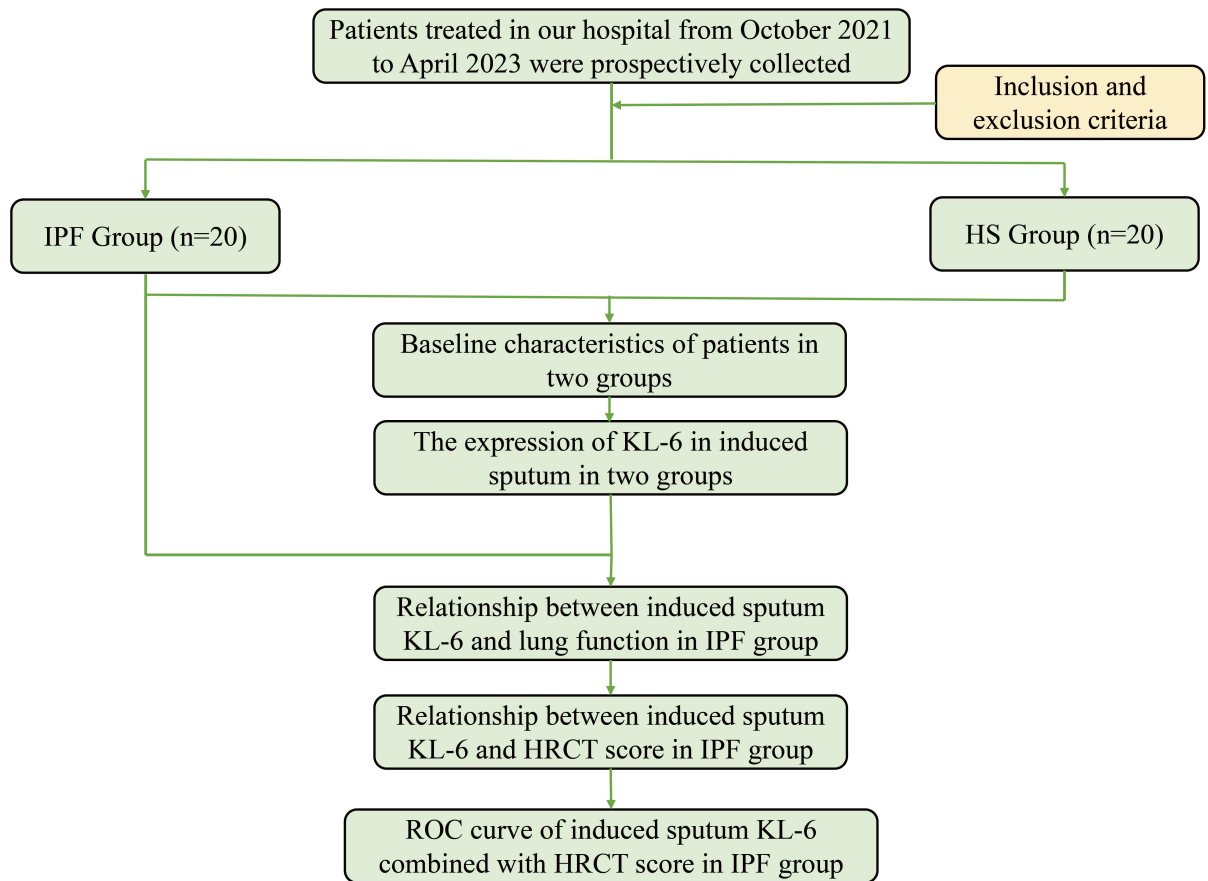 Patients treated in our hospital from October 2021
to April 2023 were prospectively collected
Inclusion and
exclusion criteria
IPF Group (n=20)
HS Group (n=20)
Baseline characteristics of patients in
two groups
The expression of KL-6 in induced
sputum in two groups
Relationship between induced sputum
KL-6 and lung function in IPF group
Relationship between induced sputum
KL-6 and HRCT score in IPF group
ROC curve of induced sputum KL-6
combined with HRCT score in IPF group